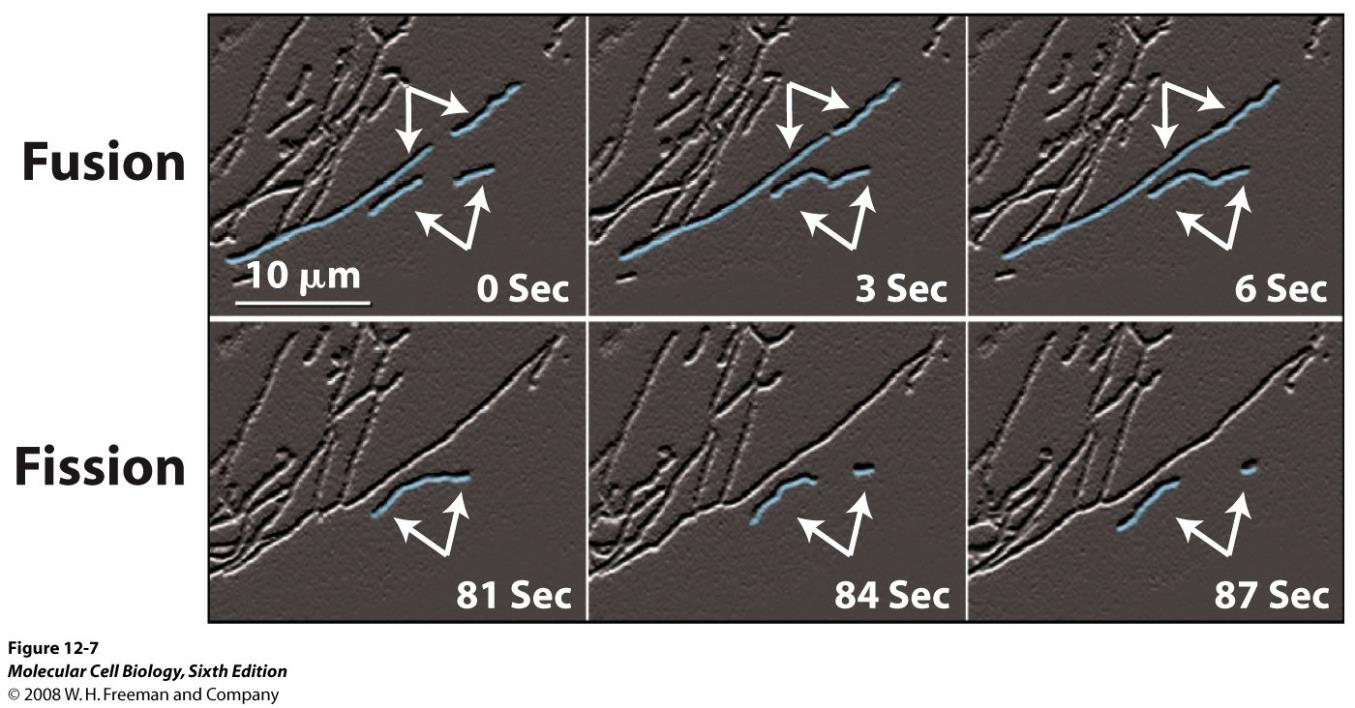 Fusion
10 μm
0 Sec
3 Sec
6 Sec
Fission
81 Sec
84 Sec
87 Sec
Figure 12-7
Molecular Cell Biology, Sixth Edition
© 2008 W. H. Freeman and Company